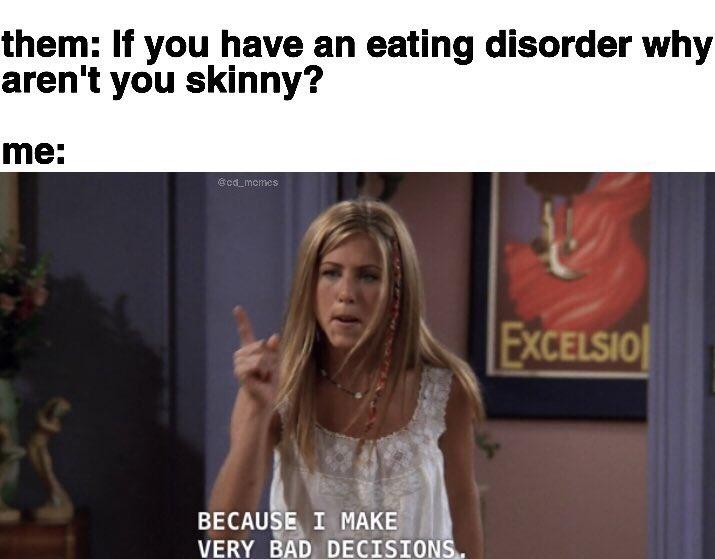 them: If you have an eating disorder why
aren't you skinny?
me:
@ed_memes
EXCELSIO
BECAUSE I MAKE
VERY BAD DECISIONS.